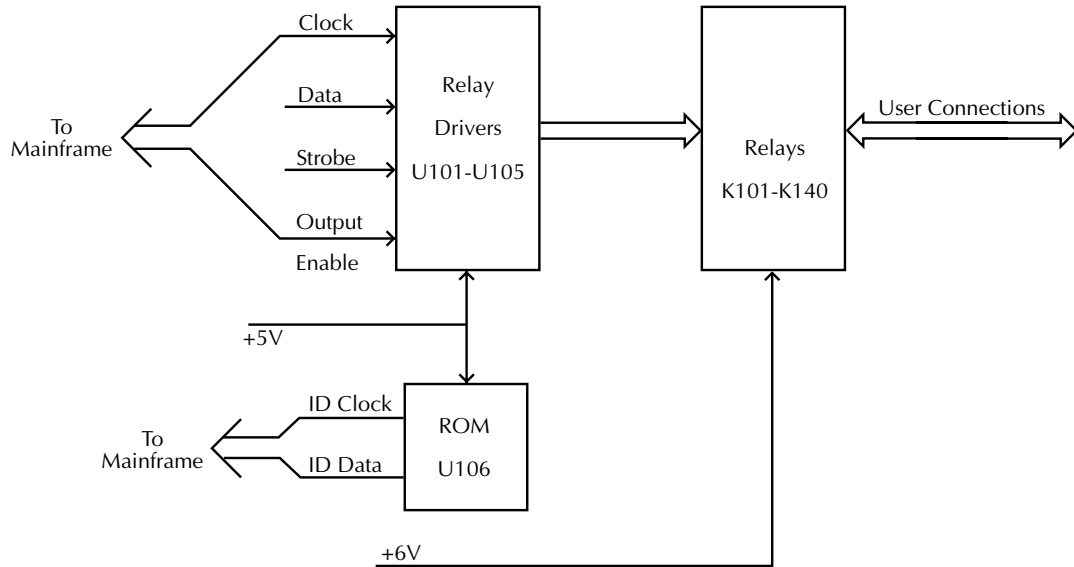 Clock
Data
Strobe
Output
Enable
To
Mainframe
Relay
Drivers
U101-U105
Relays
K101-K140
User Connections
+5V
ID Clock
ID Data
To
Mainframe
ROM
U106
+6V